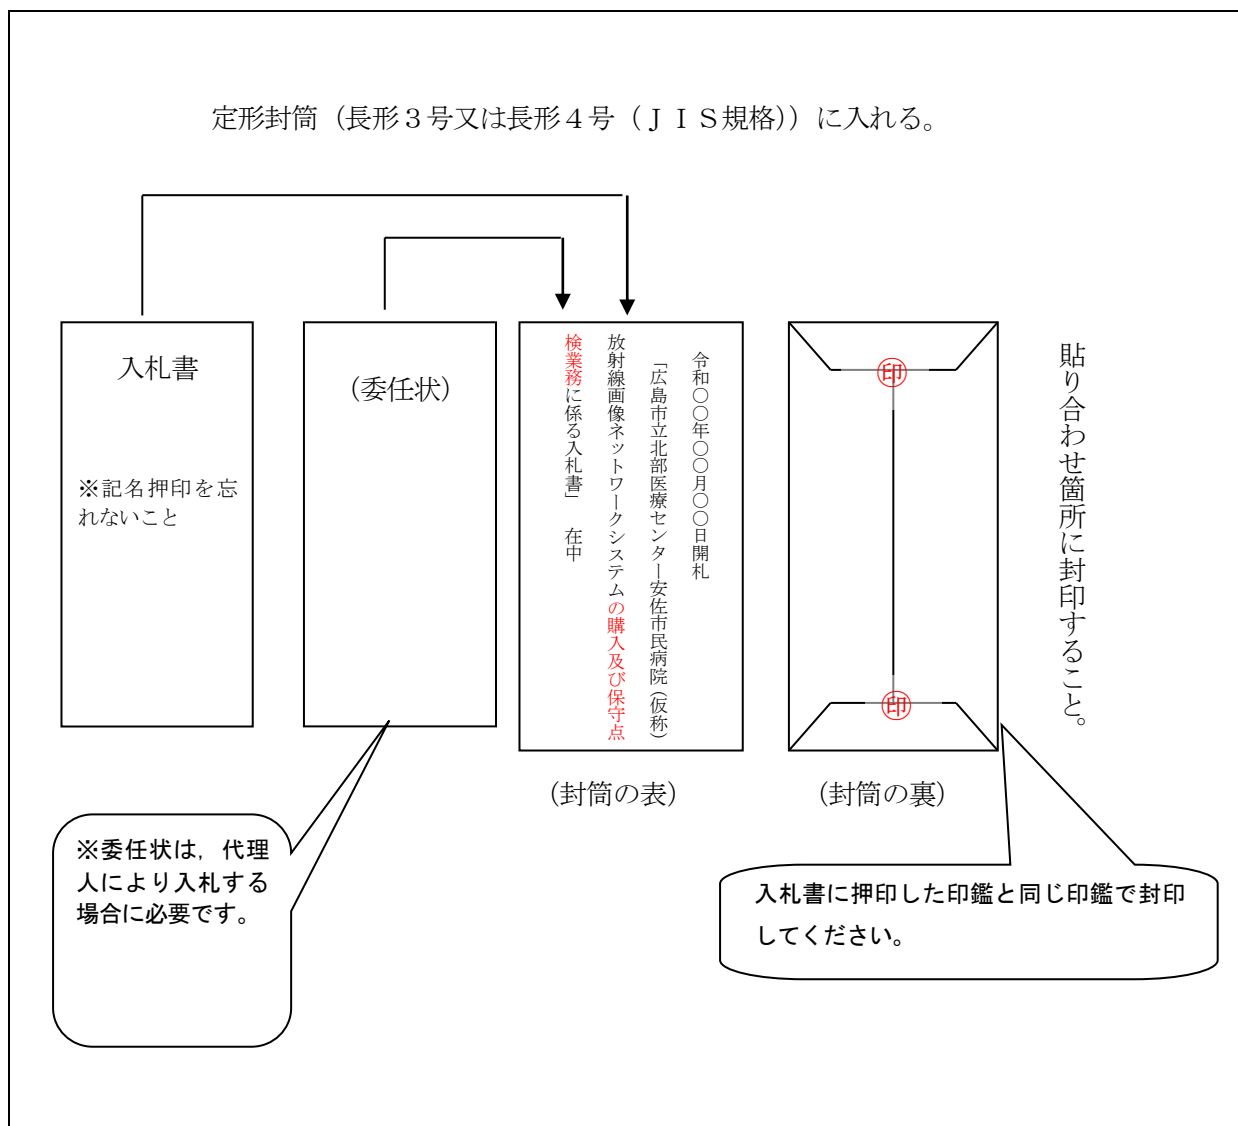 定形封筒（長形３号又は長形４号（ＪＩＳ規格））に入れる。
入札書
※記名押印を忘
れないこと
（委任状）
令和〇〇年〇〇月〇〇日開札
「広島市立北部医療センター安佐市民病院（仮称）
放射線画像ネットワークシステムの購入及び保守点
検業務に係る入札書」　在中
印
印
貼り合わせ箇所に封印すること。
（封筒の表）
（封筒の裏）
※委任状は，代理
人により入札する
場合に必要です。
入札書に押印した印鑑と同じ印鑑で封印
してください。